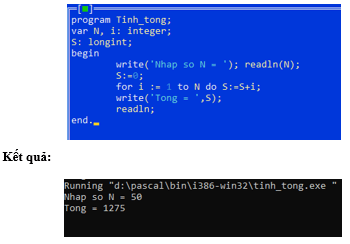 program Tinh_tong;
var N, i: integer;
S: longint;
begin
write('Nhap so N = '); readln(N);
S:=0;
for i := 1 to N do S:=S+i;
write('Tong = ',S);
readln;
end.
Kết quả:
Running "d:\pascal\bin\i386-win32\tinh_tong.exe "
Nhap so N = 50
Tong = 1275